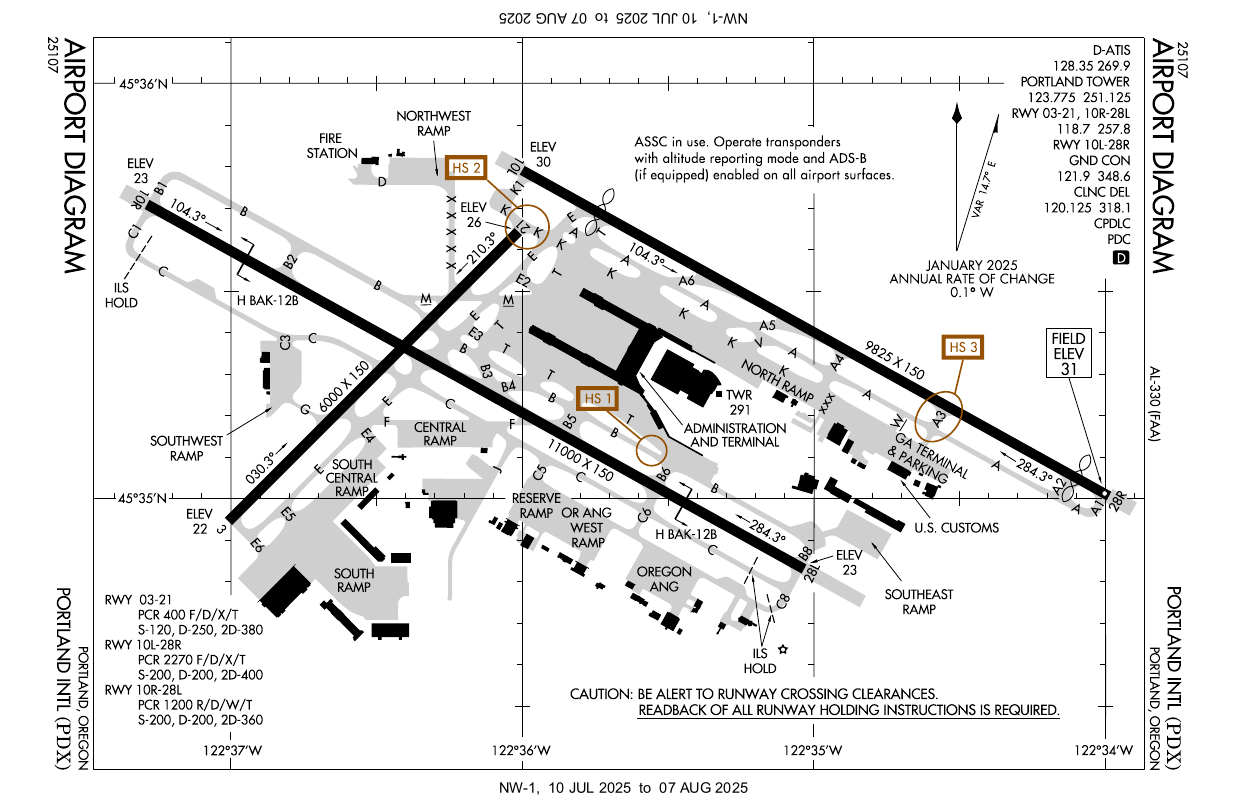 NW-1, 10 JUL 2025 to 07 AUG 2025
AIRPORT DIAGRAM
25107
25107
AIRPORT DIAGRAM
AL-330 (FAA)
45°36'N
45°35'N
D-ATIS
128.35 269.9
PORTLAND TOWER
123.775 251.125
RWY 03-21, 10R-28L
118.7 257.8
RWY 10L-28R
GND CON
121.9 348.6
CLNC DEL
120.125 318.1
CPDLC
PDC
D
VAR 14.7° E
JANUARY 2025
ANNUAL RATE OF CHANGE
0.1° W
ASSC in use. Operate transponders
with altitude reporting mode and ADS-B
(if equipped) enabled on all airport surfaces.
NORTHWEST
RAMP
FIRE
STATION
D
HS 2
ELEV
30
10L
K1
K
ELEV
26
21
K
E
K
A
T
ELEV
23
10R
B1
B
104.3°
C1
C
ILS
HOLD
B2
B
H BAK-12B
X
X
X
X
X
210.3°
E
E2
T
M
M
104.3°
A
K
A6
A
K
A5
K
V
A
K
A4
9825 X 150
HS 3
FIELD
ELEV
31
C3
C
E
E3
T
B
B3
B4
T
B
B5
HS 1
T
B
B6
B
NORTH RAMP
TWR
291
XXX
A
W
A3
A
284.3°
A2
A
A1
28R
ADMINISTRATION
AND TERMINAL
GA TERMINAL
& PARKING
U.S. CUSTOMS
6000 X 150
G
SOUTHWEST
RAMP
030.3°
E
F
E4
E
C
F
CENTRAL
RAMP
11000 X 150
J
C5
C
SOUTH
CENTRAL
RAMP
E5
E6
ELEV
22
3
RESERVE
RAMP
OR ANG
WEST
RAMP
C6
H BAK-12B
C
284.3°
B8
28L
ELEV
23
C8
SOUTH
RAMP
OREGON
ANG
SOUTHEAST
RAMP
ILS
HOLD
RWY 03-21
PCR 400 F/D/X/T
S-120, D-250, 2D-380
RWY 10L-28R
PCR 2270 F/D/X/T
S-200, D-200, 2D-400
RWY 10R-28L
PCR 1200 R/D/W/T
S-200, D-200, 2D-360
CAUTION: BE ALERT TO RUNWAY CROSSING CLEARANCES.
READBACK OF ALL RUNWAY HOLDING INSTRUCTIONS IS REQUIRED.
122°37'W
122°36'W
122°35'W
122°34'W
PORTLAND, OREGON
PORTLAND INTL (PDX)
PORTLAND, OREGON
PORTLAND INTL (PDX)
NW-1, 10 JUL 2025 to 07 AUG 2025